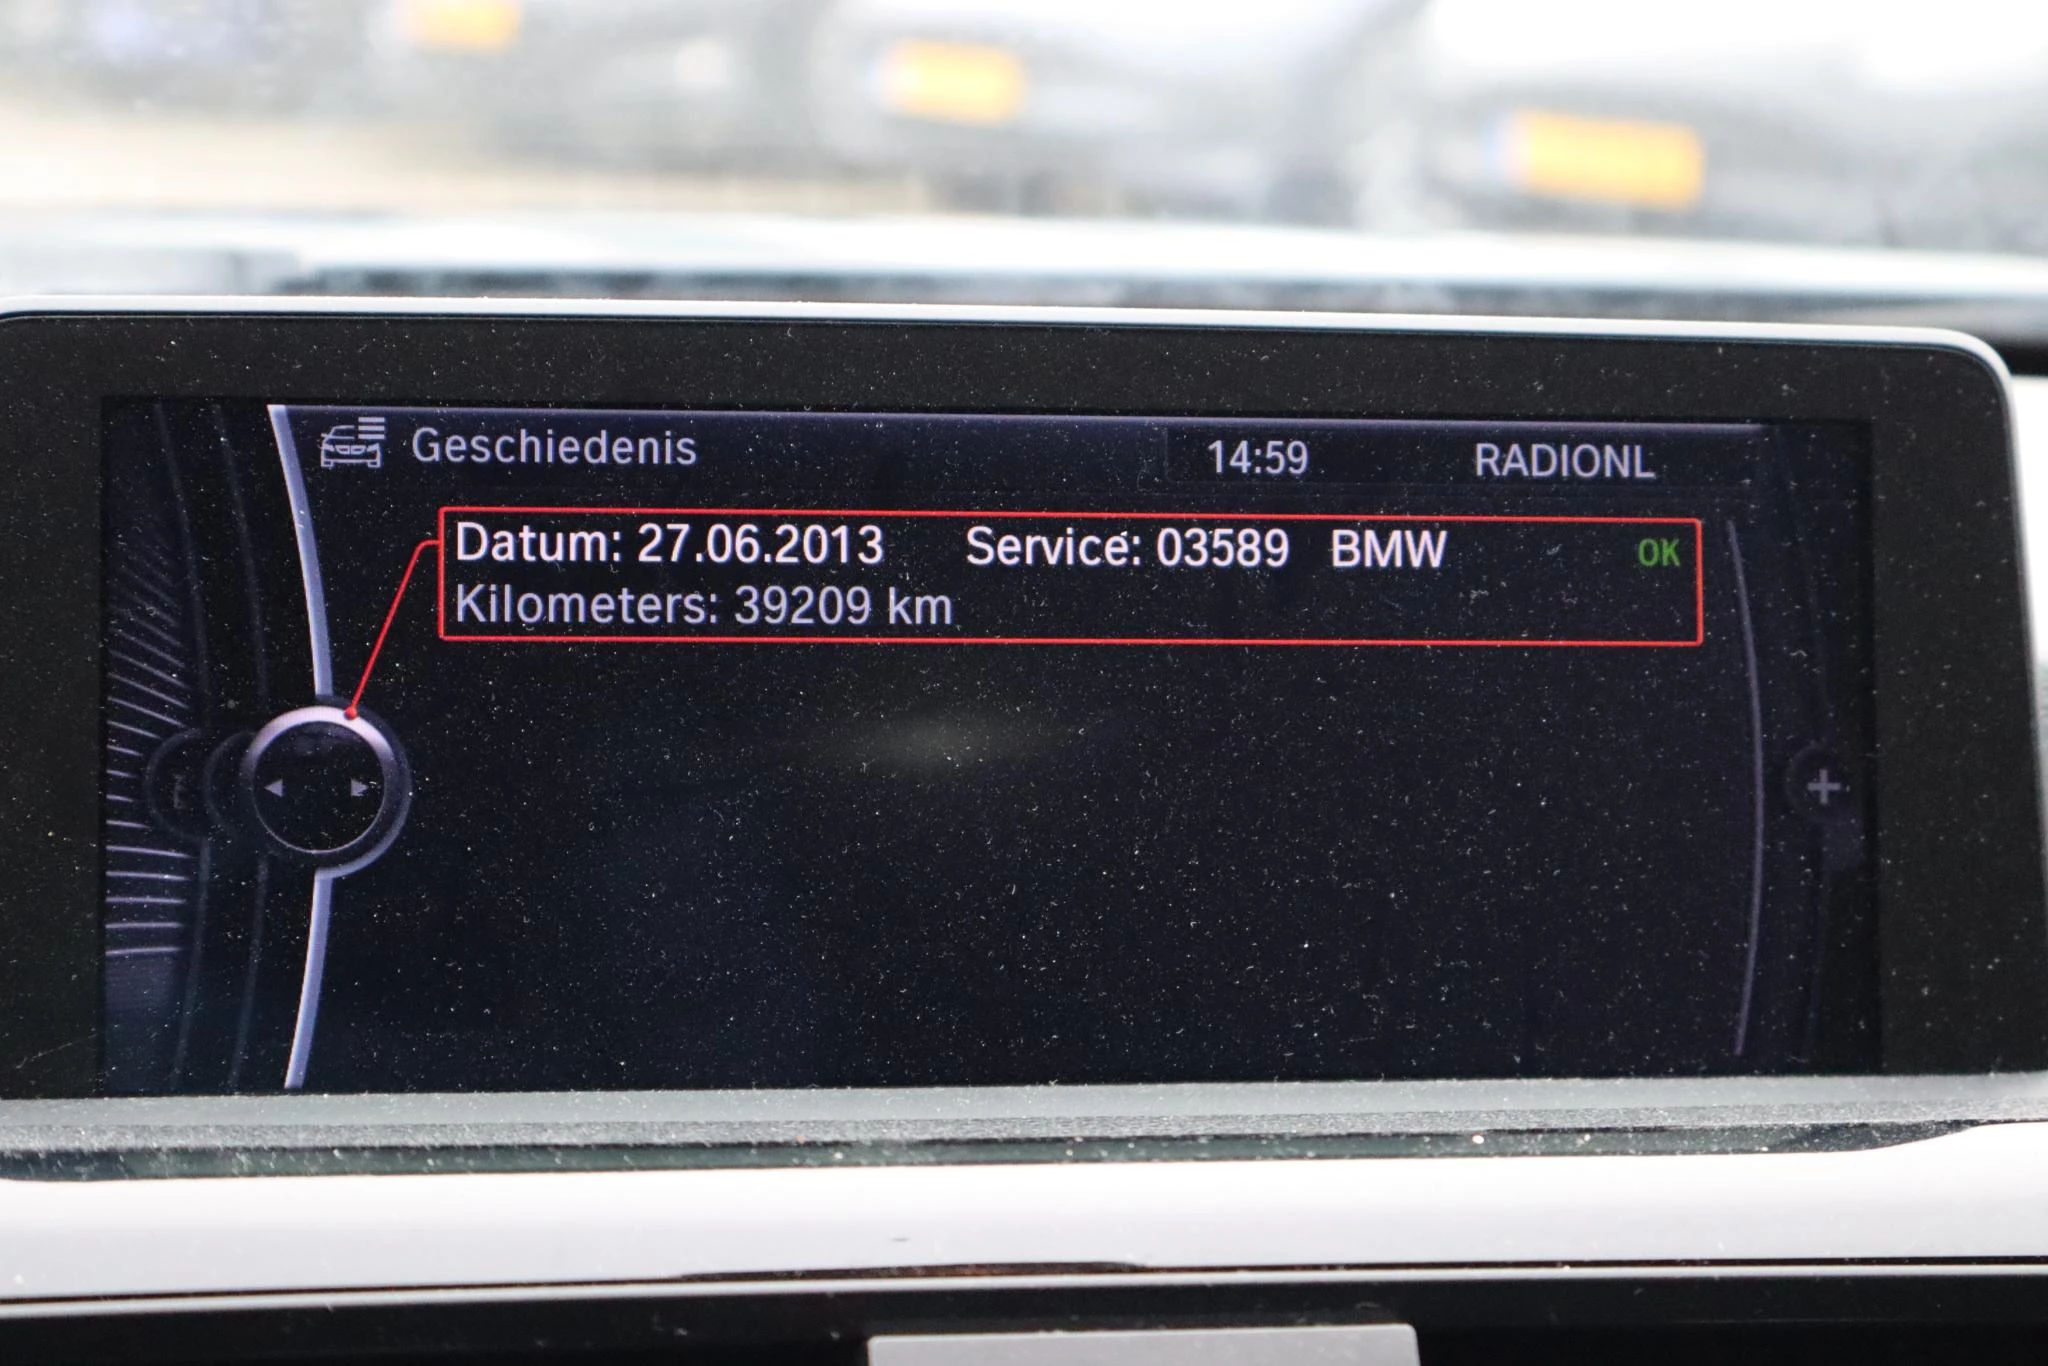 Geschiedenis 14:59 RADIONL
Datum: 27.06.2013 Service: 03589 BMW OK
Kilometers: 39209 km